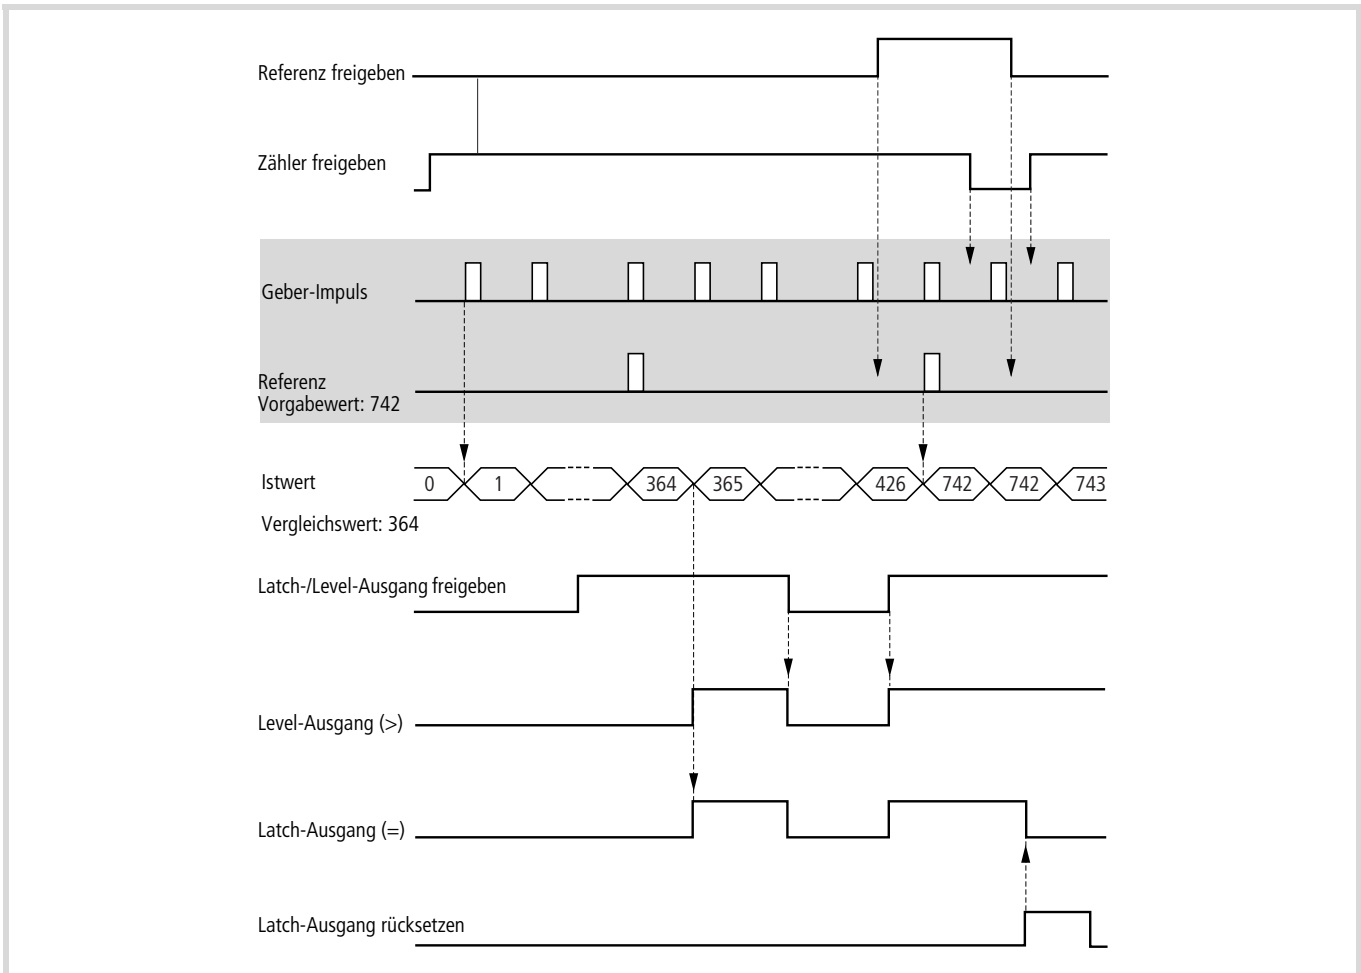 Referenz freigeben
Zähler freigeben
Geber-Impuls
Referenz
Vorgabewert: 742
Istwert 0 1 364 365 426 742 742 743
Vergleichswert: 364
Latch-/Level-Ausgang freigeben
Level-Ausgang (>)
Latch-Ausgang (=)
Latch-Ausgang rücksetzen